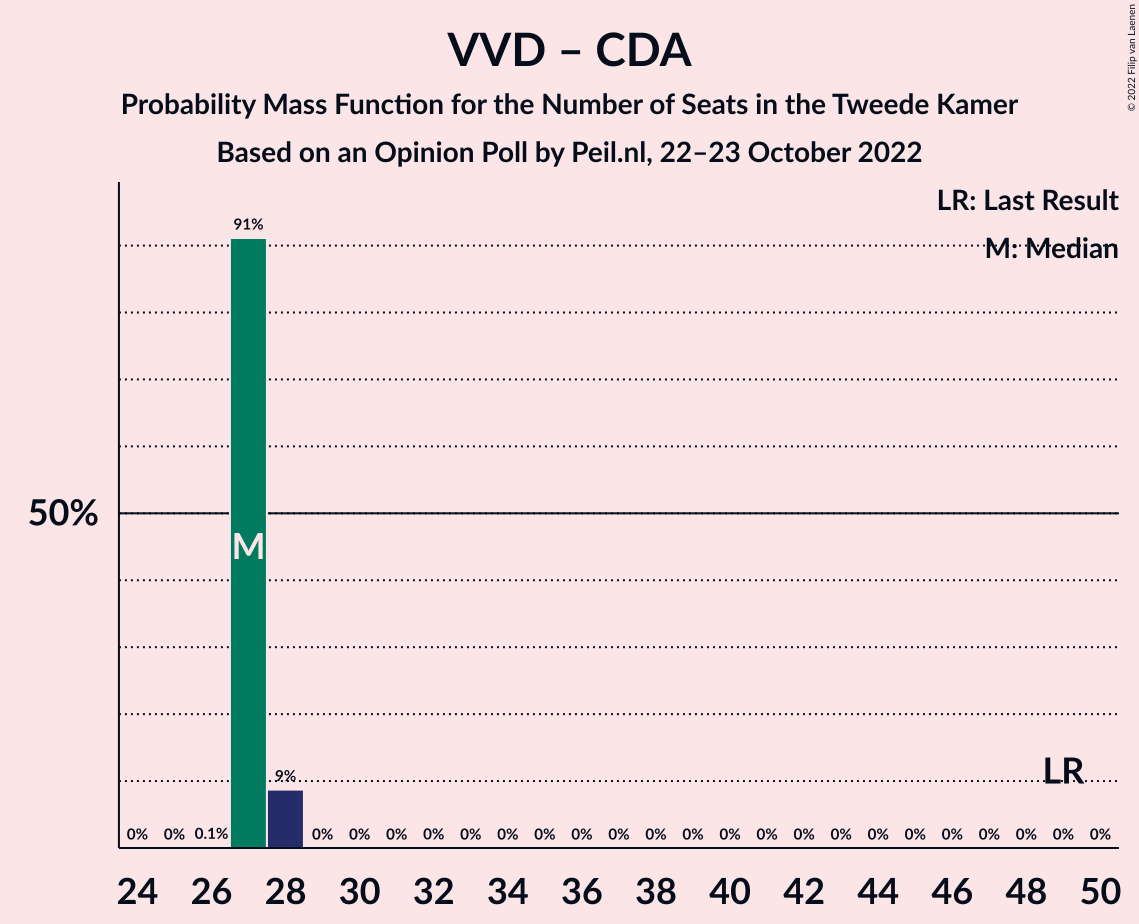 VVD – CDA
Probability Mass Function for the Number of Seats in the Tweede Kamer
Based on an Opinion Poll by Peil.nl, 22–23 October 2022
© 2022 Filip van Laenen
LR: Last Result
M: Median
91%
50%
M
9%
LR
0% 0% 0.1% 0% 0% 0% 0% 0% 0% 0% 0% 0% 0% 0% 0% 0% 0% 0% 0% 0% 0% 0% 0% 0% 0%
24 26 28 30 32 34 36 38 40 42 44 46 48 50